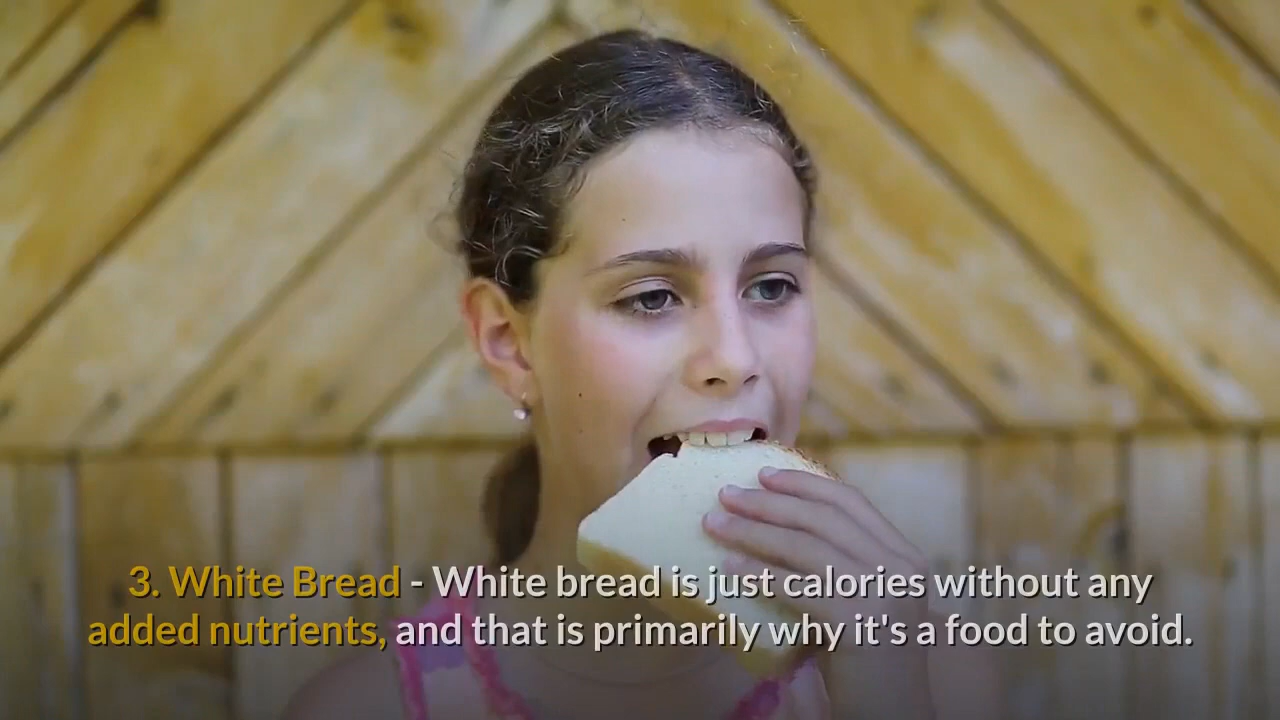 3. White Bread - White bread is just calories without any
added nutrients, and that is primarily why it's a food to avoid.